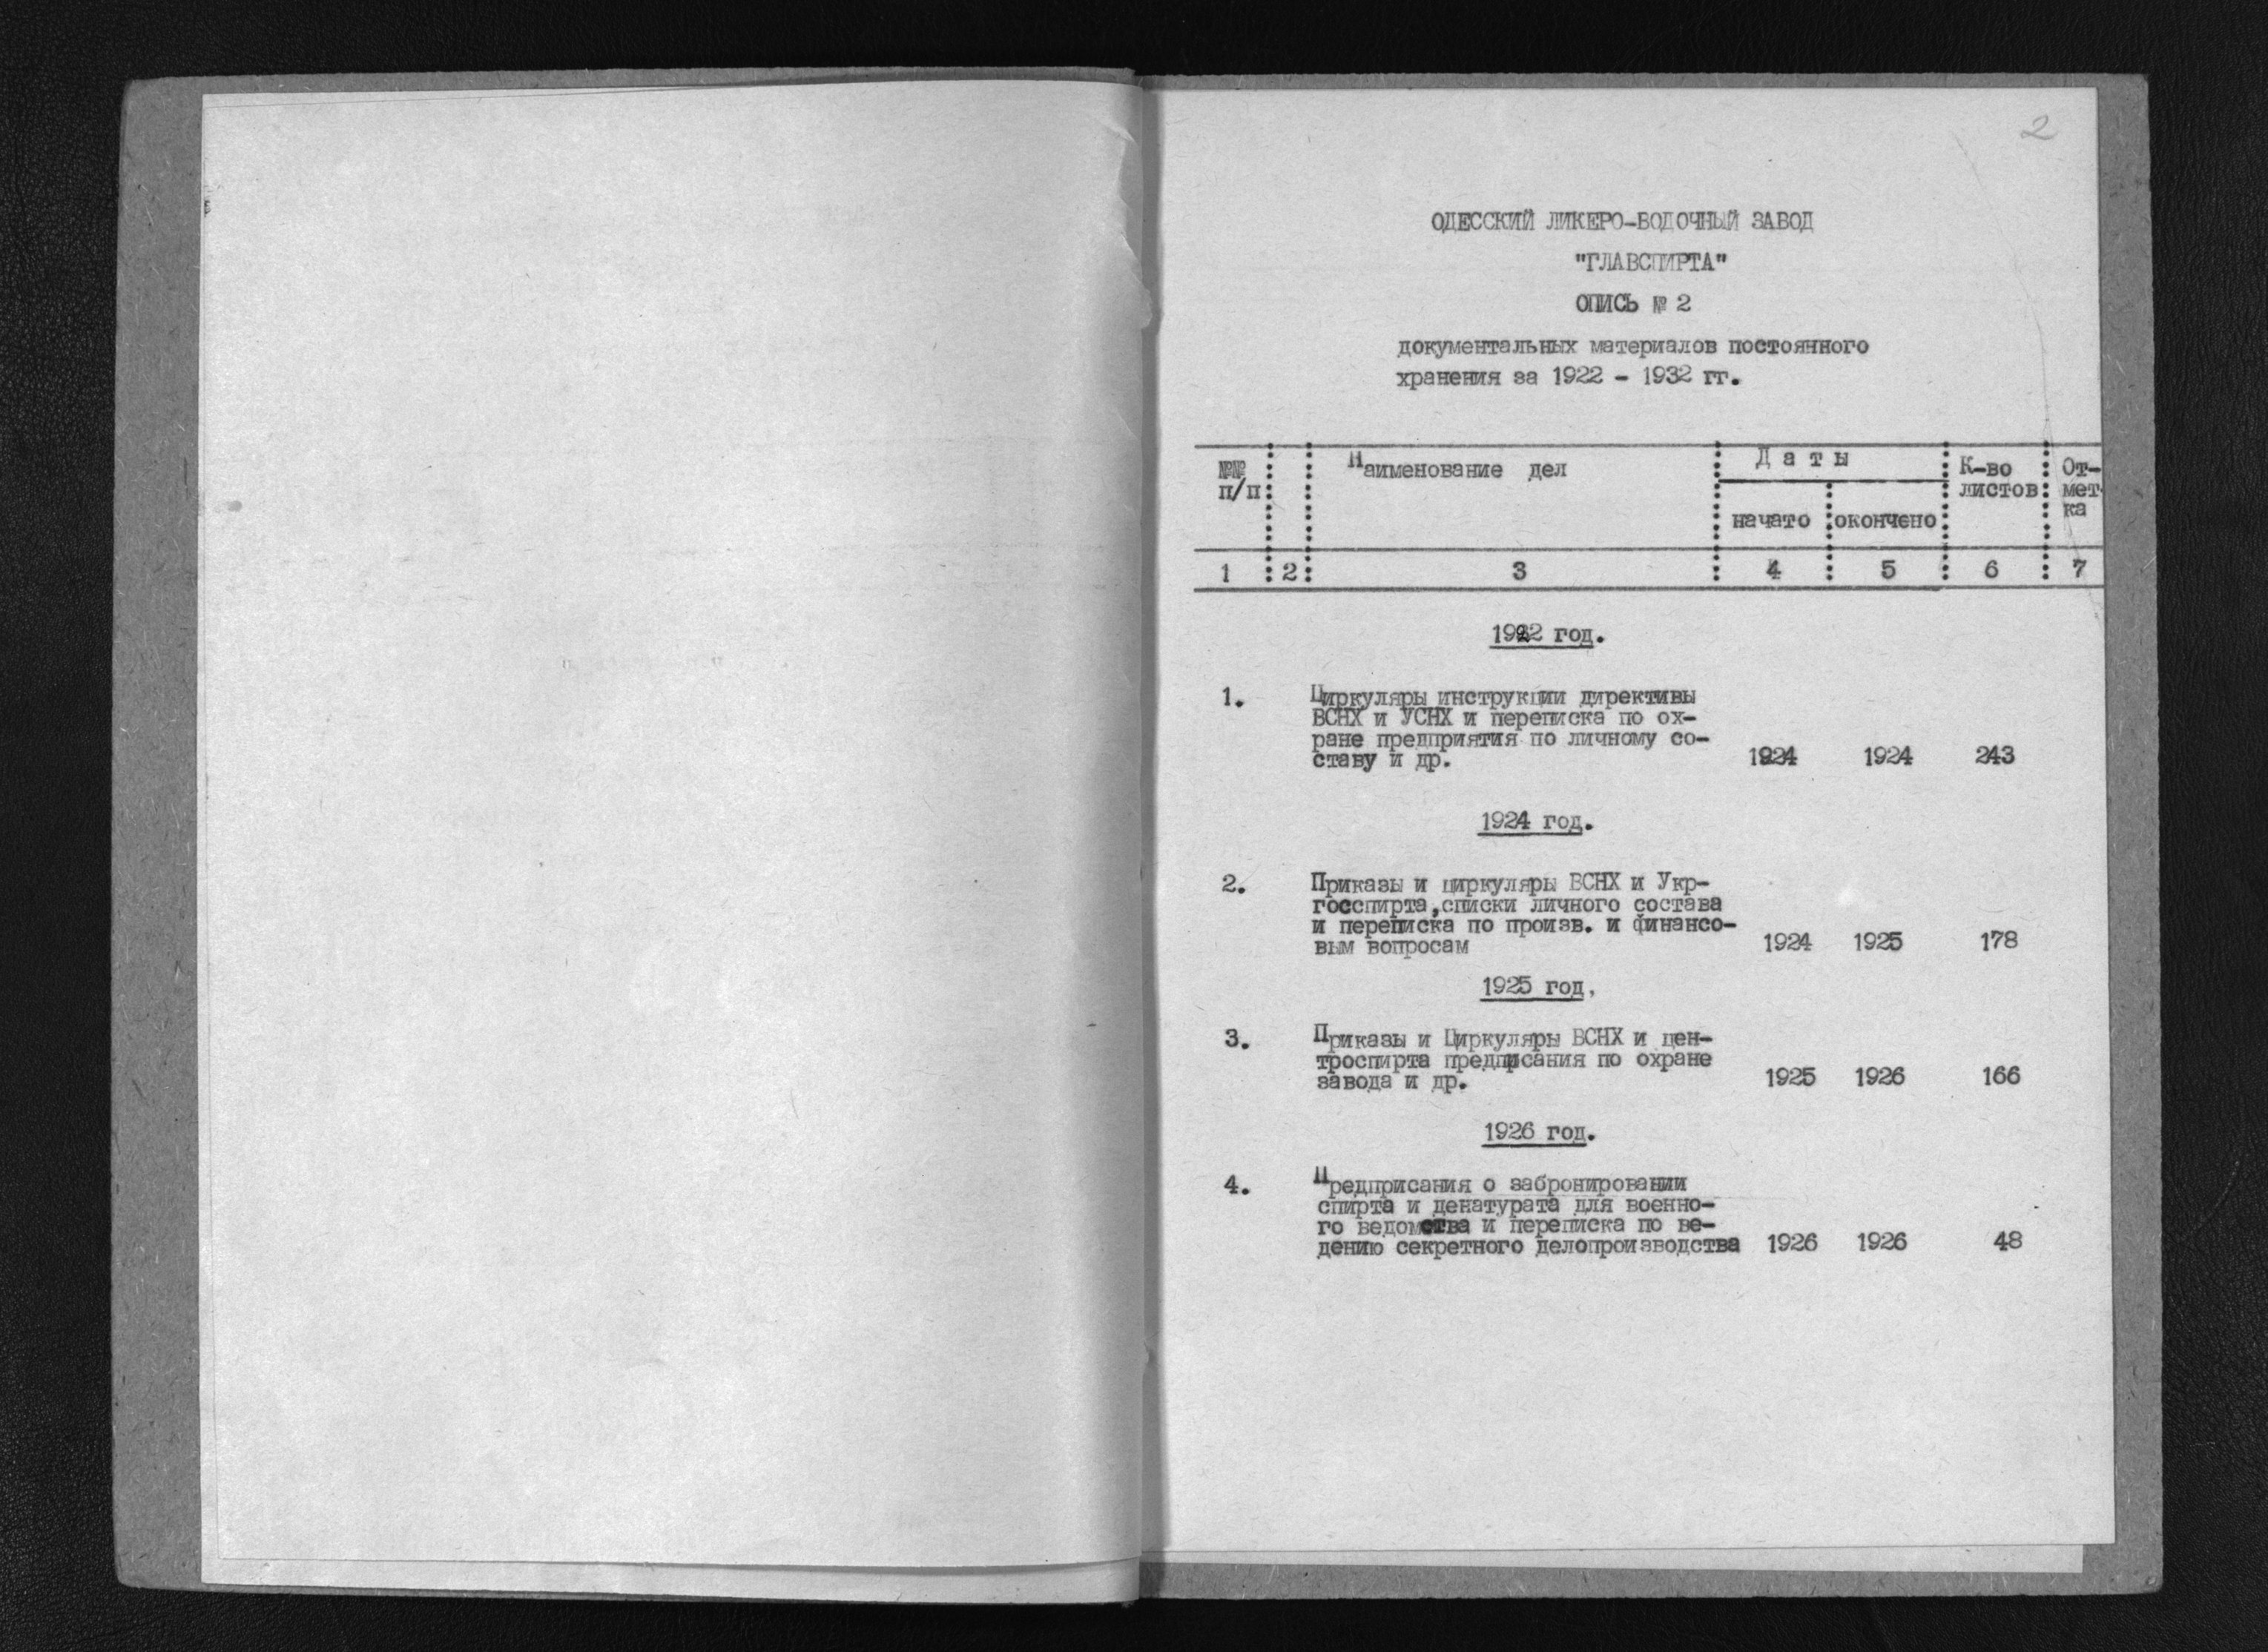 2
ОДЕССКИЙ ЛИКЕРО-ВОДОЧНЫЙ ЗАВОД
"ГЛАВСПИРТА"
ОПИСЬ № 2
документальных материалов постоянного
хранения за 1922 - 1932 гг.
№№ п/п Наименование дел Даты К-во листов От-мет-ка
начато окончено
1 2 3 4 5 6 7
1922 год.
1. Циркуляры инструкции директивы
ВСНХ и УСНХ и переписка по ох-
ране предприятия по личному со-
ставу и др. 1924 1924 243
1924 год.
2. Приказы и циркуляры ВСНХ и Укр-
госспирта,списки личного состава
и переписка по произв. и финансо-
вым вопросам 1924 1925 178
1925 год,
3. Приказы и Циркуляры ВСНХ и цен-
троспирта предписания по охране
завода и др. 1925 1926 166
1926 год.
4. Предприсания о забронировании
спирта и денатурата для военно-
го ведомства и переписка по ве-
дению секретного делопроизводства 1926 1926 48